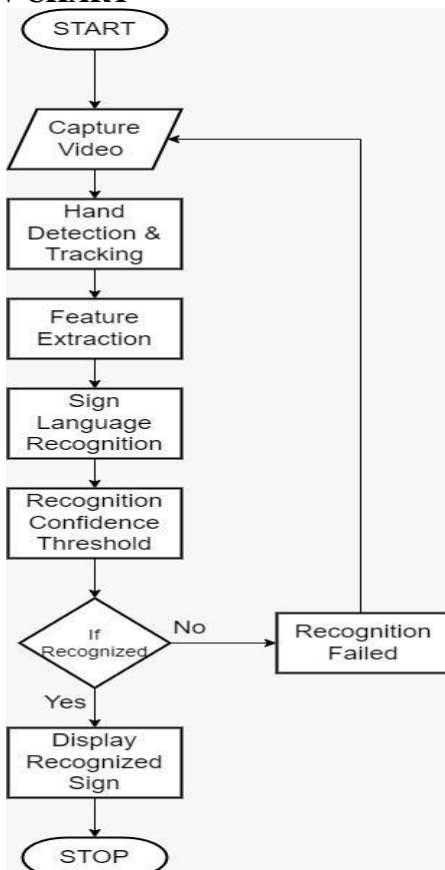 CHART
START
Capture
Video
Hand
Detection &
Tracking
Feature
Extraction
Sign
Language
Recognition
Recognition
Confidence
Threshold
If
Recognized
No
Recognition
Failed
Yes
Display
Recognized
Sign
STOP